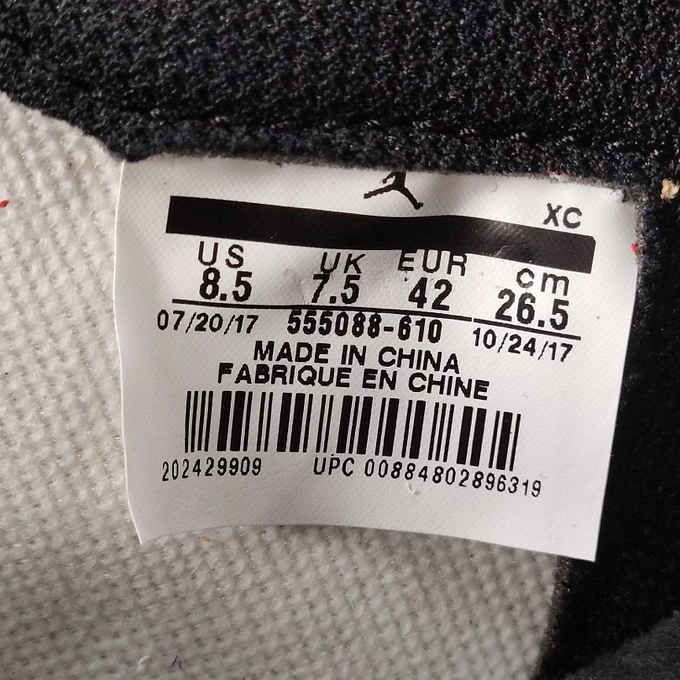 XC
US UK EUR cm
8.5 7.5 42 26.5
07/20/17 555088-610 10/24/17
MADE IN CHINA
FABRIQUE EN CHINE
202429909 UPC 00884802896319